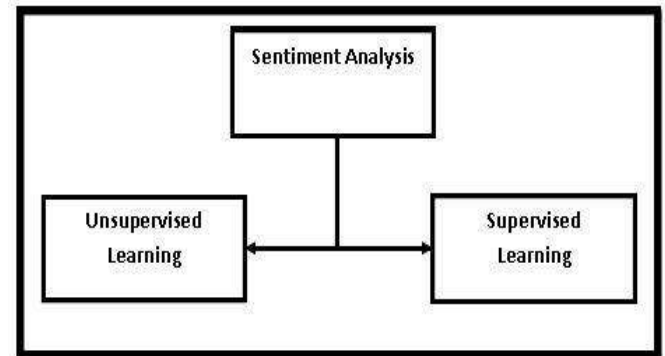 Sentiment Analysis
Unsupervised
Learning
Supervised
Learning